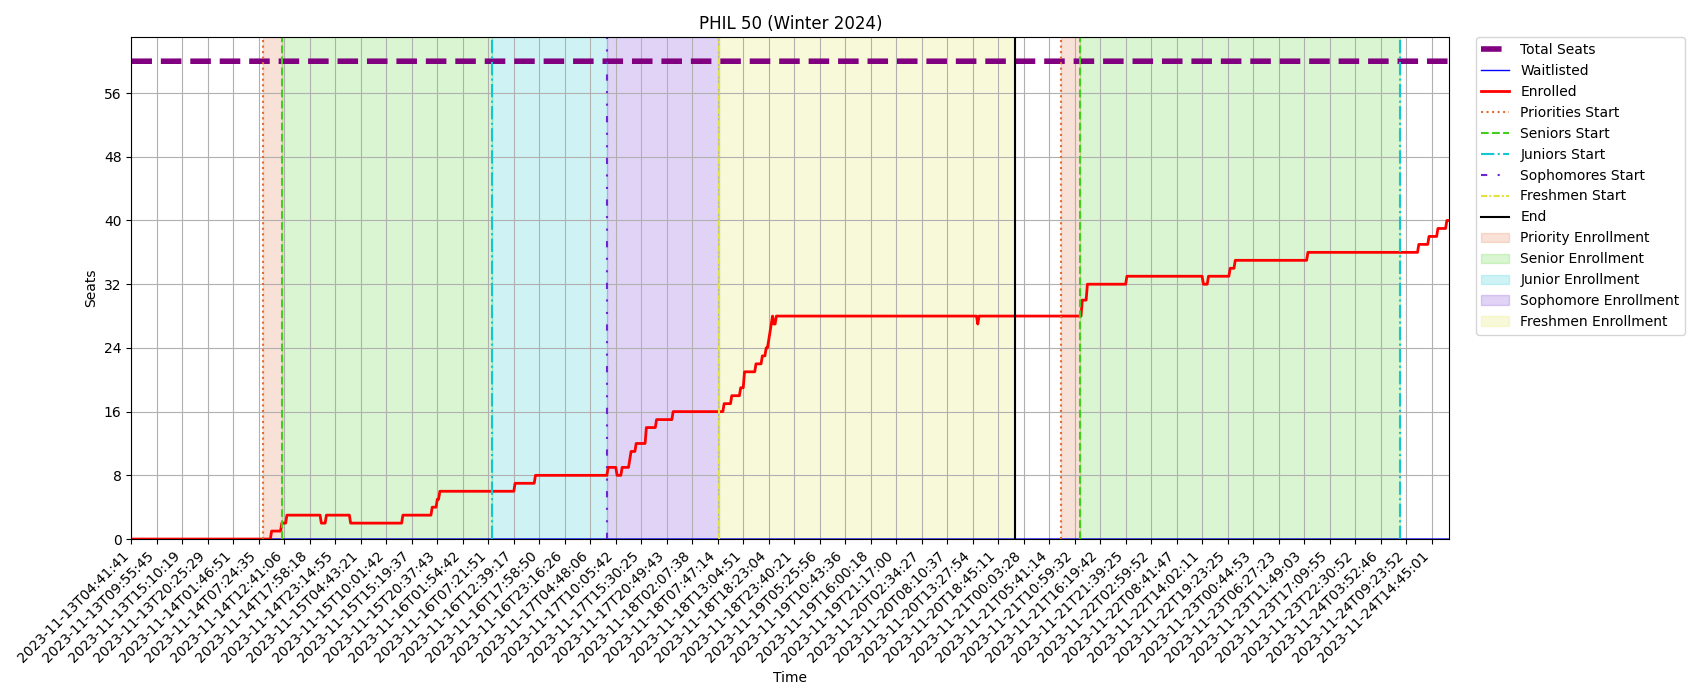 PHIL 50 (Winter 2024)
Seats
56
48
40
32
24
16
8
0
2023-11-13T04:41:41
2023-11-13T09:55:45
2023-11-13T15:10:19
2023-11-13T20:25:29
2023-11-14T01:46:51
2023-11-14T07:24:35
2023-11-14T12:41:06
2023-11-14T17:58:18
2023-11-14T23:14:55
2023-11-15T04:43:21
2023-11-15T10:01:42
2023-11-15T15:19:37
2023-11-15T20:37:43
2023-11-16T01:54:42
2023-11-16T07:21:51
2023-11-16T12:39:17
2023-11-16T17:58:50
2023-11-16T23:16:26
2023-11-17T04:48:06
2023-11-17T10:05:42
2023-11-17T15:30:25
2023-11-17T20:49:43
2023-11-18T02:07:38
2023-11-18T07:47:14
2023-11-18T13:04:51
2023-11-18T18:23:04
2023-11-18T23:40:21
2023-11-19T05:25:56
2023-11-19T10:43:36
2023-11-19T16:00:18
2023-11-19T21:17:00
2023-11-20T02:34:27
2023-11-20T08:10:37
2023-11-20T13:27:54
2023-11-20T18:45:11
2023-11-21T00:03:28
2023-11-21T05:41:14
2023-11-21T10:59:32
2023-11-21T16:19:42
2023-11-21T21:39:25
2023-11-22T02:59:52
2023-11-22T08:41:47
2023-11-22T14:02:11
2023-11-22T19:23:25
2023-11-23T00:44:53
2023-11-23T06:27:23
2023-11-23T11:49:03
2023-11-23T17:09:55
2023-11-23T22:30:52
2023-11-24T03:52:46
2023-11-24T09:23:52
2023-11-24T14:45:01
Time
Total Seats
Waitlisted
Enrolled
Priorities Start
Seniors Start
Juniors Start
Sophomores Start
Freshmen Start
End
Priority Enrollment
Senior Enrollment
Junior Enrollment
Sophomore Enrollment
Freshmen Enrollment